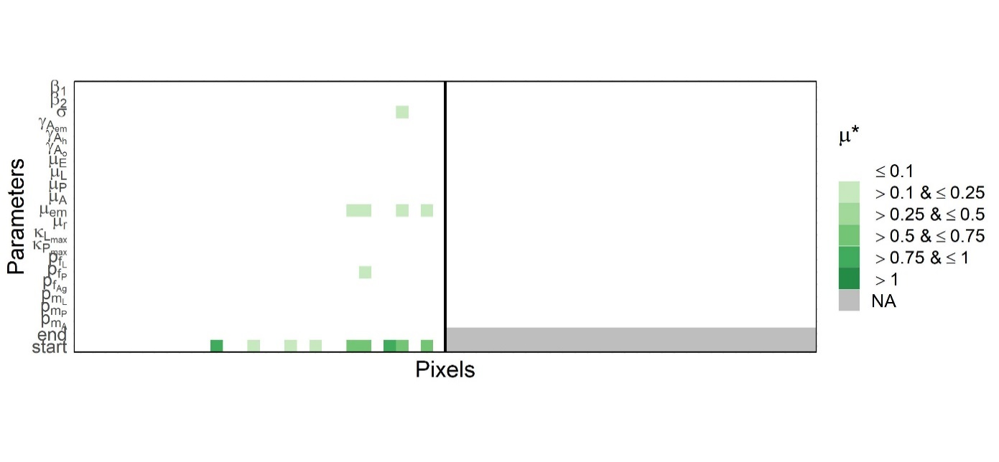 β1
β2
σ
γAem
γAh
γAo
μE
μL
μP
μA
μem
μr
κLmax
κPmax
pfL
pfP
pfAg
pmL
pmP
pmA
end
start
Parameters
Pixels
μ*
≤ 0.1
> 0.1 & ≤ 0.25
> 0.25 & ≤ 0.5
> 0.5 & ≤ 0.75
> 0.75 & ≤ 1
> 1
NA